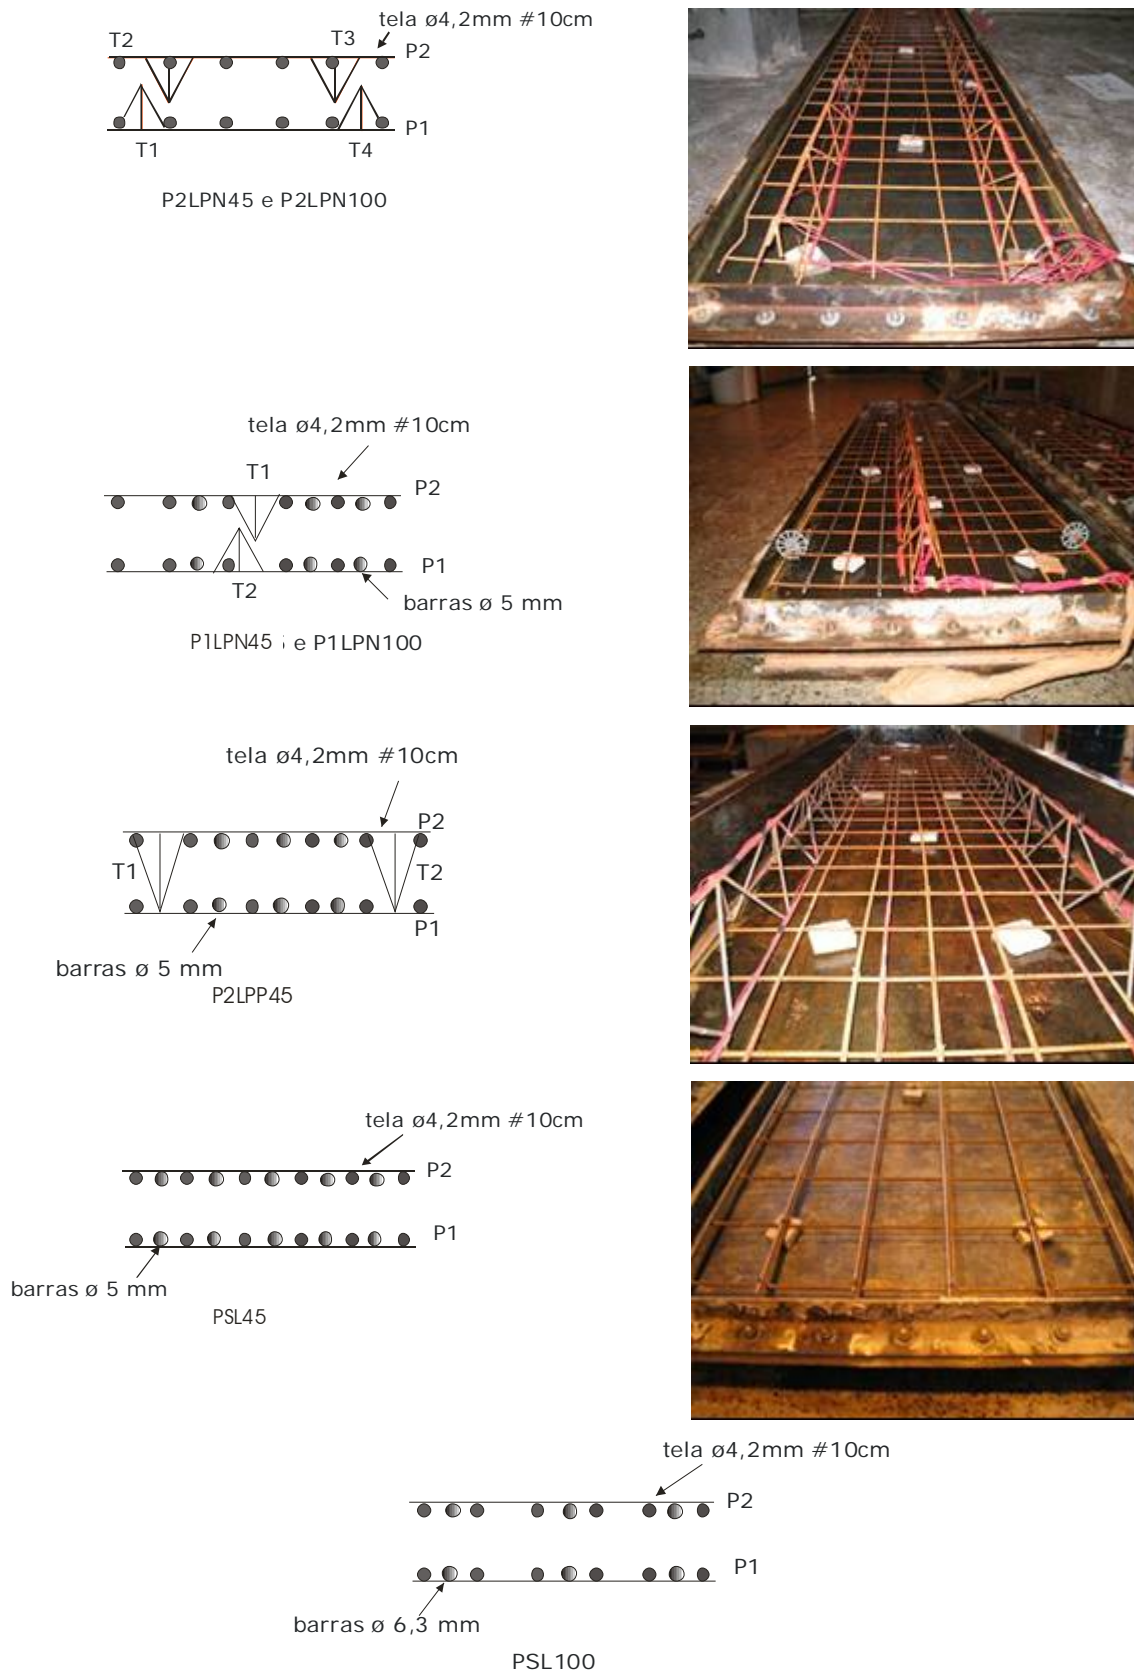 tela ø4,2mm #10cm
T2
T3
P2
P1
T1
T4
P2LPN45 e P2LPN100
tela ø4,2mm #10cm
T1
P2
P1
T2
barras ø 5 mm
P1LPN45 e P1LPN100
tela ø4,2mm #10cm
P2
T1
T2
P1
barras ø 5 mm
P2LPP45
tela ø4,2mm #10cm
P2
P1
barras ø 5 mm
PSL45
tela ø4,2mm #10cm
P2
P1
barras ø 6,3 mm
PSL100